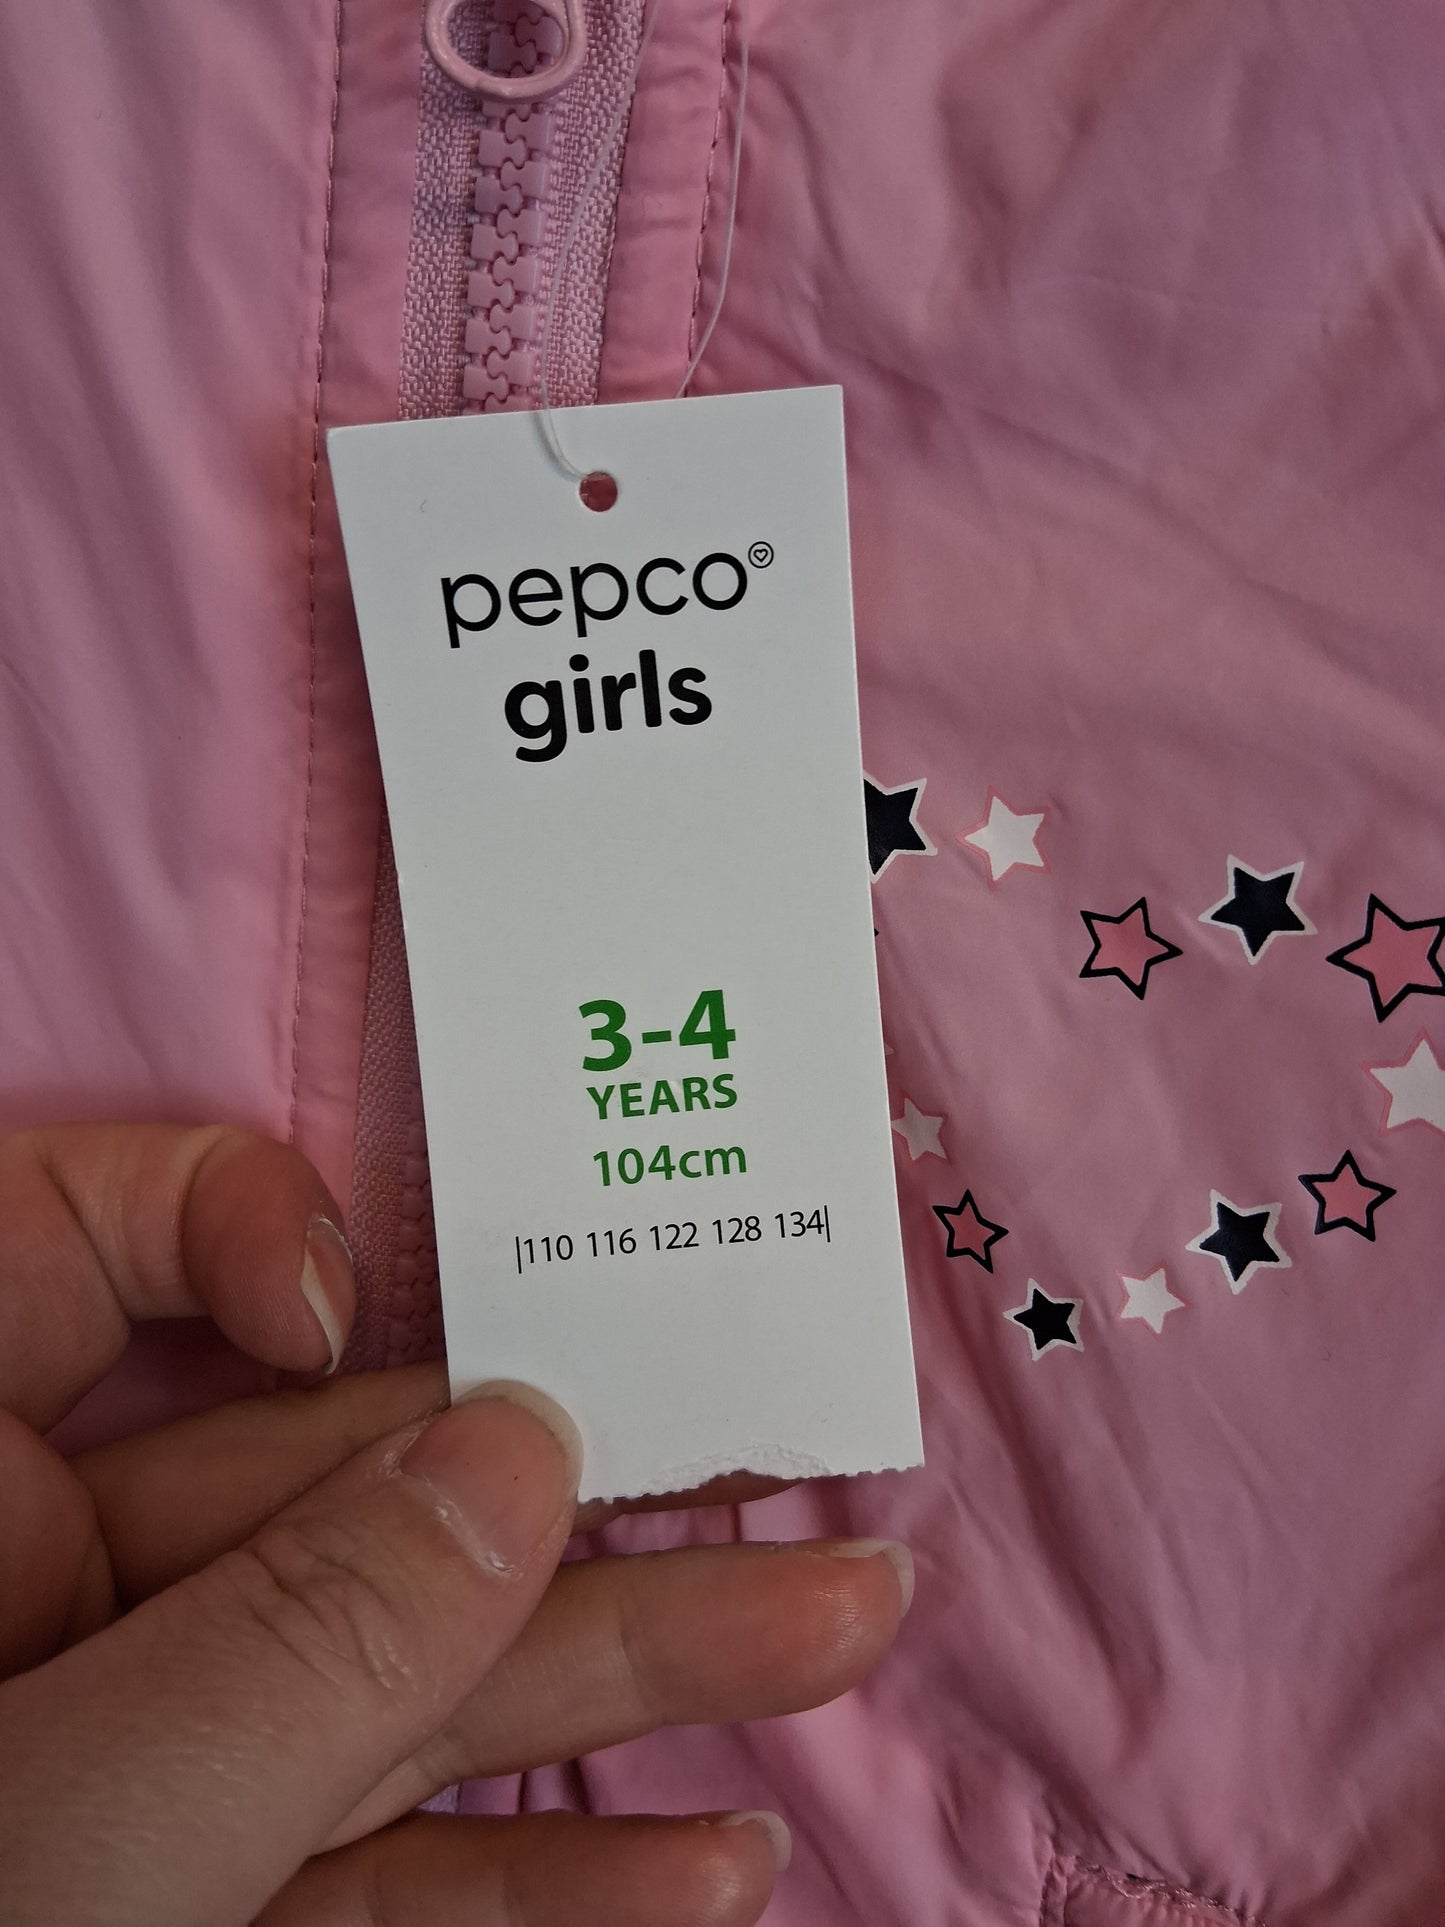 pepco
girls
3-4
YEARS
104cm
|110 116 122 128 134|